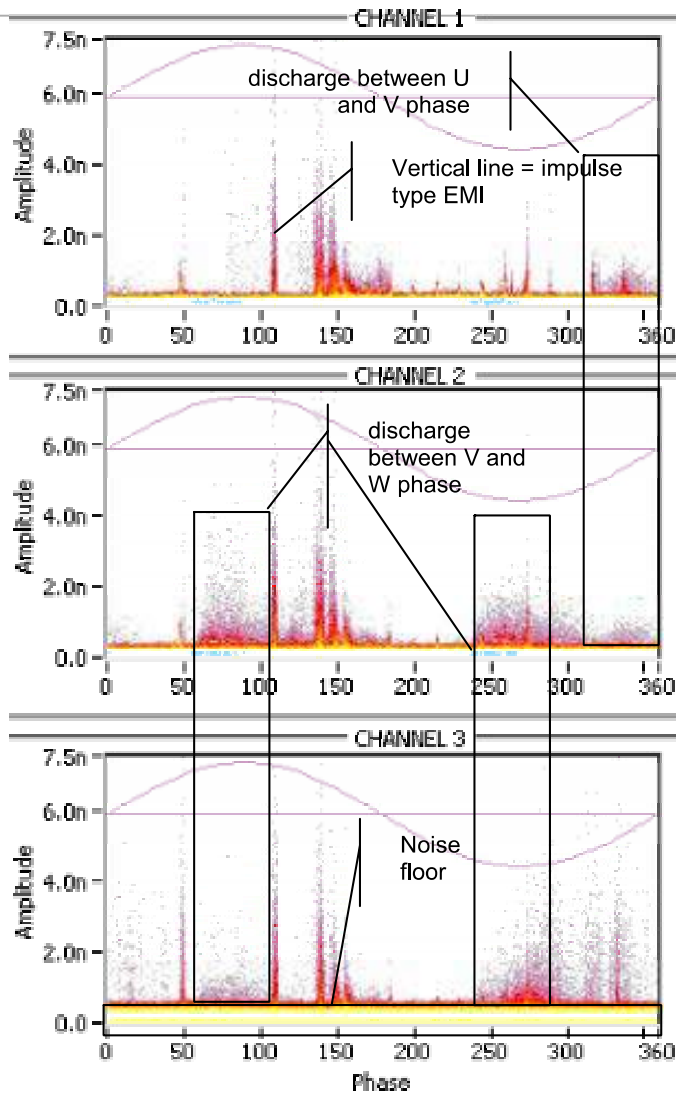 CHANNEL 1
7.5n
6.0n
4.0n
2.0n
0.0
Amplitude
discharge between U
and V phase
Vertical line = impulse
type EMI
0 50 100 150 200 250 300 360
CHANNEL 2
7.5n
6.0n
4.0n
2.0n
0.0
Amplitude
discharge
between V and
W phase
0 50 100 150 200 250 300 360
CHANNEL 3
7.5n
6.0n
4.0n
2.0n
0.0
Amplitude
Noise
floor
0 50 100 150 200 250 300 360
Phase